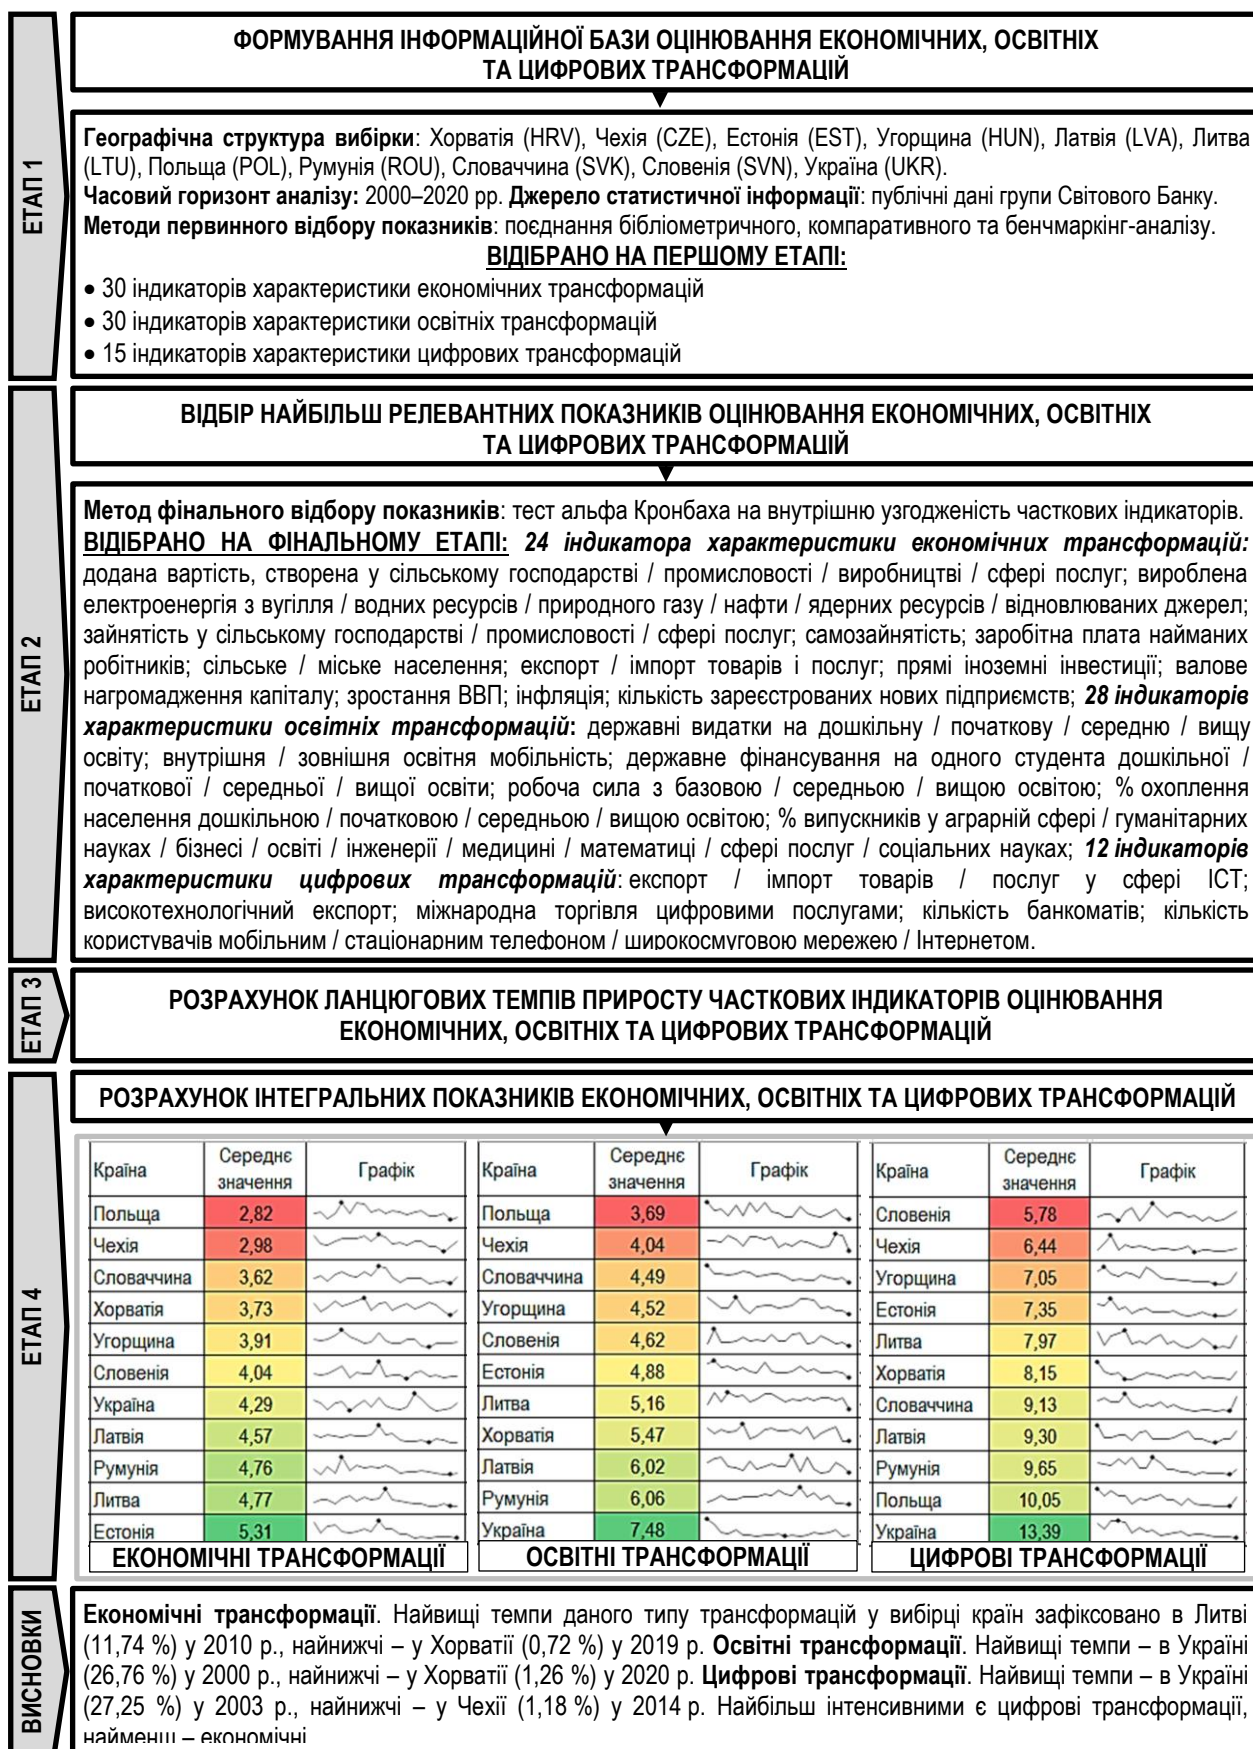 ЕТАП 1
ФОРМУВАННЯ ІНФОРМАЦІЙНОЇ БАЗИ ОЦІНЮВАННЯ ЕКОНОМІЧНИХ, ОСВІТНІХ
ТА ЦИФРОВИХ ТРАНСФОРМАЦІЙ
Географічна структура вибірки: Хорватія (HRV), Чехія (CZE), Естонія (EST), Угорщина (HUN), Латвія (LVA), Литва
(LTU), Польща (POL), Румунія (ROU), Словаччина (SVK), Словенія (SVN), Україна (UKR).
Часовий горизонт аналізу: 2000–2020 рр. Джерело статистичної інформації: публічні дані групи Світового Банку.
Методи первинного відбору показників: поєднання бібліометричного, компаративного та бенчмаркінг-аналізу.
ВІДІБРАНО НА ПЕРШОМУ ЕТАПІ:
• 30 індикаторів характеристики економічних трансформацій
• 30 індикаторів характеристики освітніх трансформацій
• 15 індикаторів характеристики цифрових трансформацій
ЕТАП 2
ВІДБІР НАЙБІЛЬШ РЕЛЕВАНТНИХ ПОКАЗНИКІВ ОЦІНЮВАННЯ ЕКОНОМІЧНИХ, ОСВІТНІХ
ТА ЦИФРОВИХ ТРАНСФОРМАЦІЙ
Метод фінального відбору показників: тест альфа Кронбаха на внутрішню узгодженість часткових індикаторів.
ВІДІБРАНО НА ФІНАЛЬНОМУ ЕТАПІ: 24 індикатора характеристики економічних трансформацій:
додана вартість, створена у сільському господарстві / промисловості / виробництві / сфері послуг; вироблена
електроенергія з вугілля / водних ресурсів / природного газу / нафти / ядерних ресурсів / відновлюваних джерел;
зайнятість у сільському господарстві / промисловості / сфері послуг; самозайнятість; заробітна плата найманих
робітників; сільське / міське населення; експорт / імпорт товарів і послуг; прямі іноземні інвестиції; валове
нагромадження капіталу; зростання ВВП; інфляція; кількість зареєстрованих нових підприємств; 28 індикаторів
характеристики освітніх трансформацій: державні видатки на дошкільну / початкову / середню / вищу
освіту; внутрішня / зовнішня освітня мобільність; державне фінансування на одного студента дошкільної /
початкової / середньої / вищої освіти; робоча сила з базовою / середньою / вищою освітою; % охоплення
населення дошкільною / початковою / середньою / вищою освітою; % випускників у аграрній сфері / гуманітарних
науках / бізнесі / освіті / інженерії / медицині / математиці / сфері послуг / соціальних науках; 12 індикаторів
характеристики цифрових трансформацій: експорт / імпорт товарів / послуг у сфері ІСТ;
високотехнологічний експорт; міжнародна торгівля цифровими послугами; кількість банкоматів; кількість
користувачів мобільним / стаціонарним телефоном / широкосмуговою мережею / Інтернетом.
ЕТАП 3
РОЗРАХУНОК ЛАНЦЮГОВИХ ТЕМПІВ ПРИРОСТУ ЧАСТКОВИХ ІНДИКАТОРІВ ОЦІНЮВАННЯ
ЕКОНОМІЧНИХ, ОСВІТНІХ ТА ЦИФРОВИХ ТРАНСФОРМАЦІЙ
ЕТАП 4
РОЗРАХУНОК ІНТЕГРАЛЬНИХ ПОКАЗНИКІВ ЕКОНОМІЧНИХ, ОСВІТНІХ ТА ЦИФРОВИХ ТРАНСФОРМАЦІЙ
Країна Середнє значення Графік
Польща 2,82
Чехія 2,98
Словаччина 3,62
Хорватія 3,73
Угорщина 3,91
Словенія 4,04
Україна 4,29
Латвія 4,57
Румунія 4,76
Литва 4,77
Естонія 5,31
ЕКОНОМІЧНІ ТРАНСФОРМАЦІЇ
Країна Середнє значення Графік
Польща 3,69
Чехія 4,04
Словаччина 4,49
Угорщина 4,52
Словенія 4,62
Естонія 4,88
Литва 5,16
Хорватія 5,47
Латвія 6,02
Румунія 6,06
Україна 7,48
ОСВІТНІ ТРАНСФОРМАЦІЇ
Країна Середнє значення Графік
Словенія 5,78
Чехія 6,44
Угорщина 7,05
Естонія 7,35
Литва 7,97
Хорватія 8,15
Словаччина 9,13
Латвія 9,30
Румунія 9,65
Польща 10,05
Україна 13,39
ЦИФРОВІ ТРАНСФОРМАЦІЇ
ВИСНОВКИ
Економічні трансформації. Найвищі темпи даного типу трансформацій у вибірці країн зафіксовано в Литві
(11,74 %) у 2010 р., найнижчі – у Хорватії (0,72 %) у 2019 р. Освітні трансформації. Найвищі темпи – в Україні
(26,76 %) у 2000 р., найнижчі – у Хорватії (1,26 %) у 2020 р. Цифрові трансформації. Найвищі темпи – в Україні
(27,25 %) у 2003 р., найнижчі – у Чехії (1,18 %) у 2014 р. Найбільш інтенсивними є цифрові трансформації,
найменш – економічні